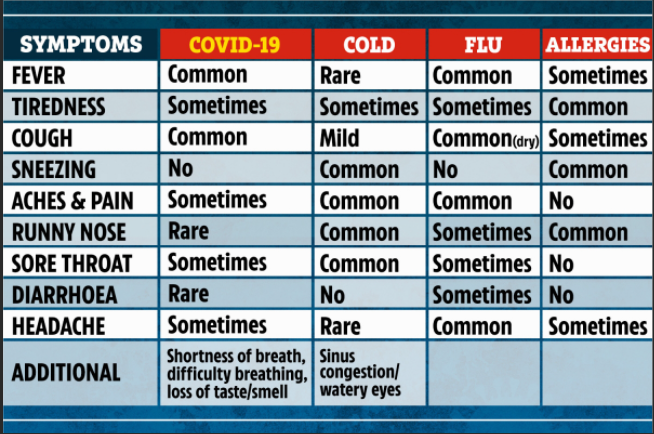 SYMPTOMS COVID-19 COLD FLU ALLERGIES
FEVER Common Rare Common Sometimes
TIREDNESS Sometimes Sometimes Sometimes Common
COUGH Common Mild Common(dry) Sometimes
SNEEZING No Common No Common
ACHES & PAIN Sometimes Common Common No
RUNNY NOSE Rare Common Sometimes Common
SORE THROAT Sometimes Common Sometimes No
DIARRHOEA Rare No Sometimes No
HEADACHE Sometimes Rare Common Sometimes
ADDITIONAL
Shortness of breath,
difficulty breathing,
loss of taste/smell
Sinus
congestion/
watery eyes